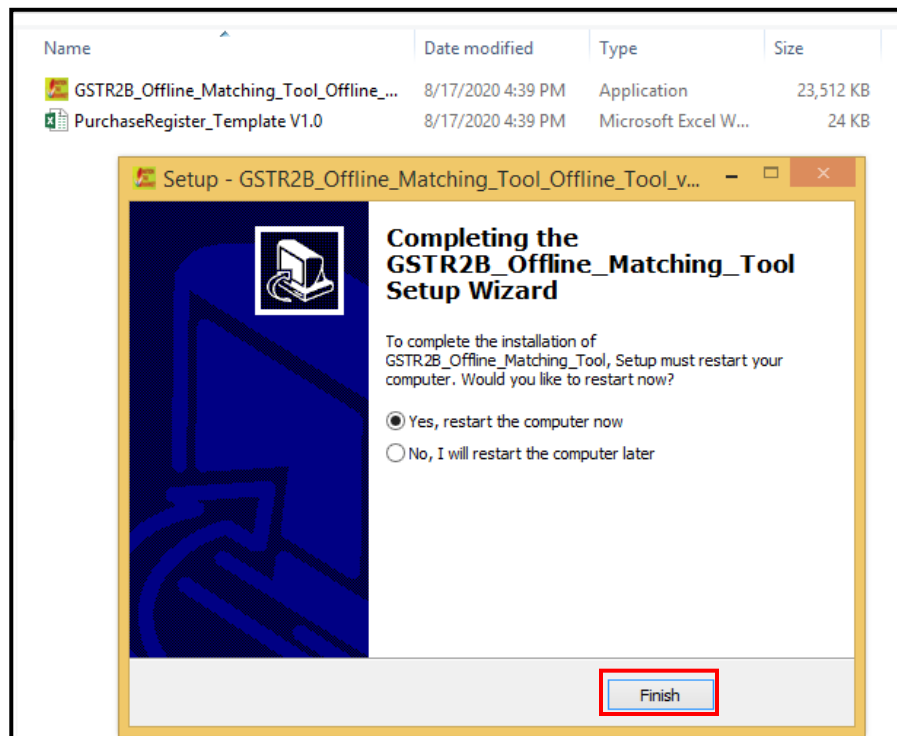 Name Date modified Type Size
GSTR2B_Offline_Matching_Tool_Offline_... 8/17/2020 4:39 PM Application 23,512 KB
PurchaseRegister_Template V1.0 8/17/2020 4:39 PM Microsoft Excel W... 24 KB
Setup - GSTR2B_Offline_Matching_Tool_Offline_Tool_v...
Completing the
GSTR2B_Offline_Matching_Tool
Setup Wizard
To complete the installation of
GSTR2B_Offline_Matching_Tool, Setup must restart your
computer. Would you like to restart now?
Yes, restart the computer now
No, I will restart the computer later
Finish